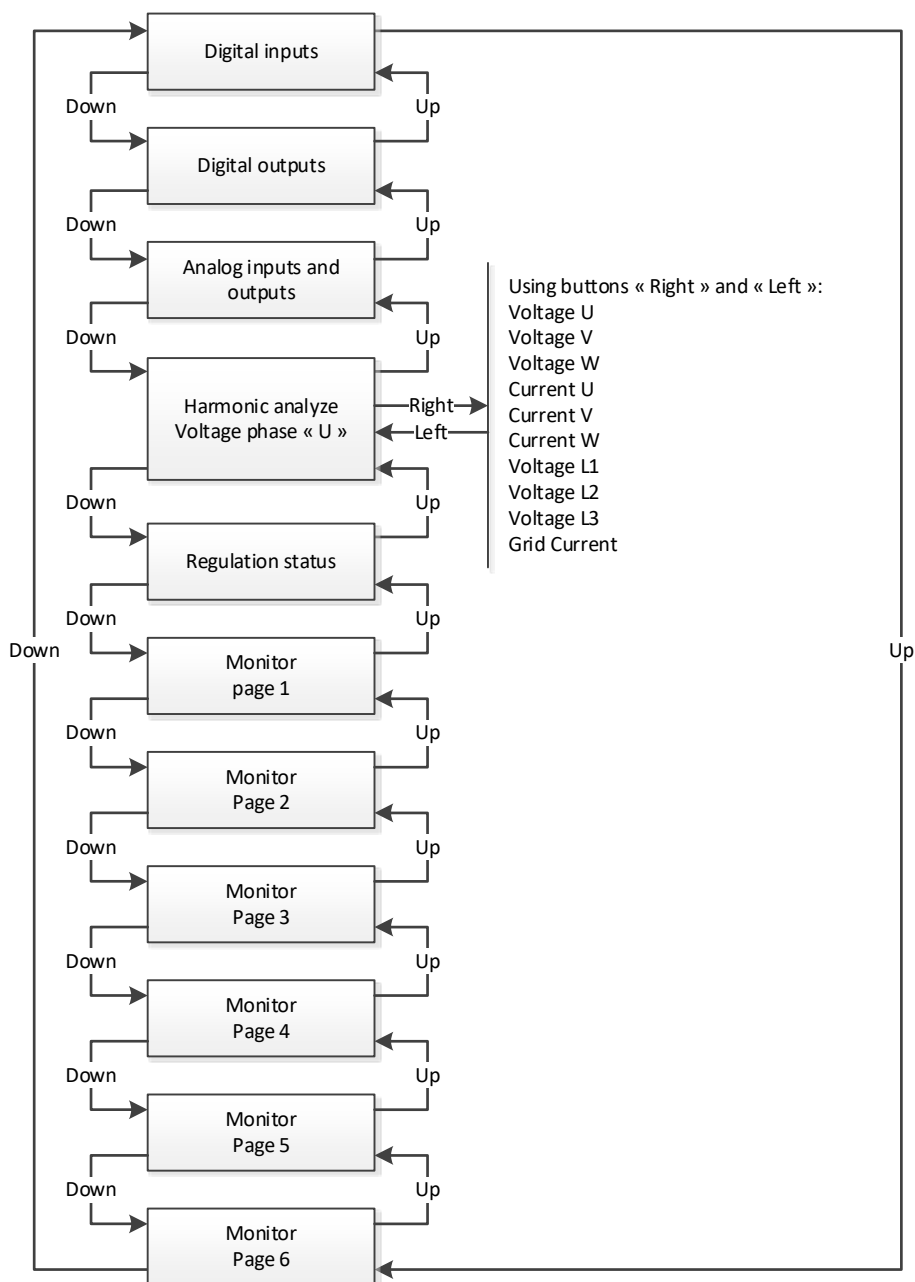 Digital inputs
Down
Up
Digital outputs
Down
Up
Analog inputs and
outputs
Down
Up
Harmonic analyze
Voltage phase « U »
Right
Left
Using buttons « Right » and « Left »:
Voltage U
Voltage V
Voltage W
Current U
Current V
Current W
Voltage L1
Voltage L2
Voltage L3
Grid Current
Down
Up
Regulation status
Down
Up
Down
Up
Monitor
page 1
Down
Up
Monitor
Page 2
Down
Up
Monitor
Page 3
Down
Up
Monitor
Page 4
Down
Up
Monitor
Page 5
Down
Up
Monitor
Page 6